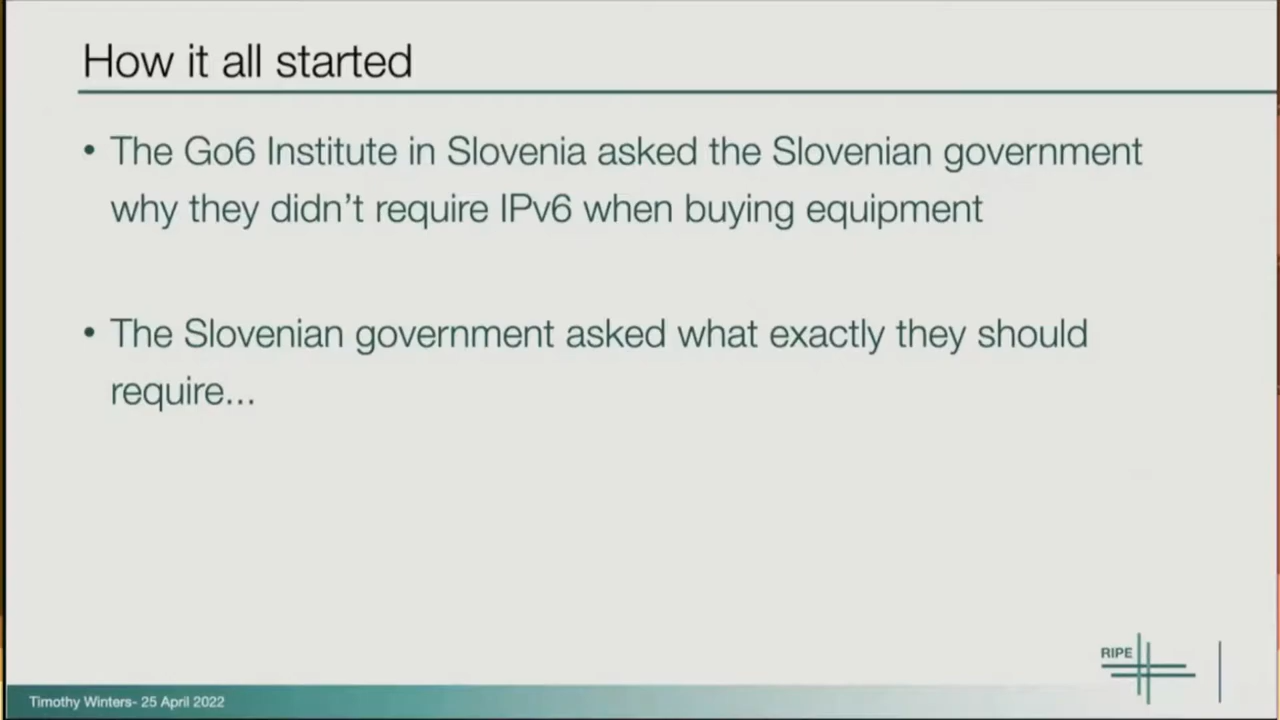 How it all started
• The Go6 Institute in Slovenia asked the Slovenian government
why they didn't require IPv6 when buying equipment
• The Slovenian government asked what exactly they should
require...
RIPE
Timothy Winters- 25 April 2022